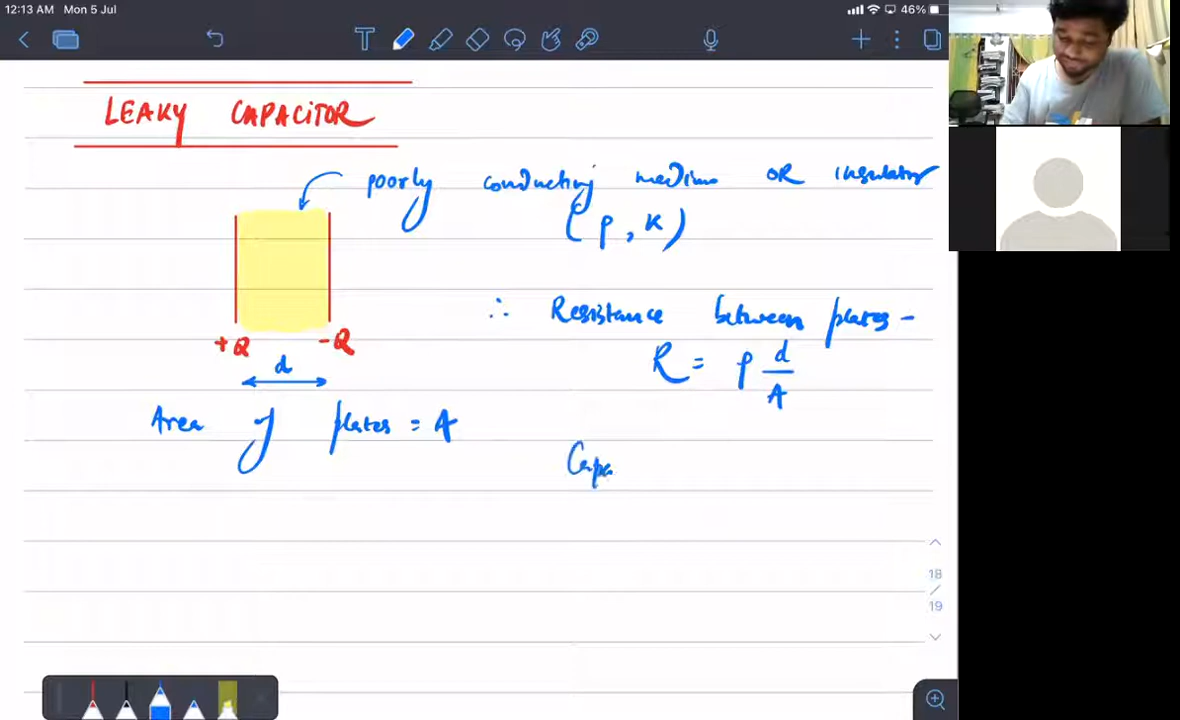 12:13 AM Mon 5 Jul
46%
LEAKY CAPACITOR
poorly conducting medium OR insulator
(ρ, K)
+Q -Q
d
Area of plates = A
∴ Resistance between plates -
R = ρ d/A
Capa
18
/
19